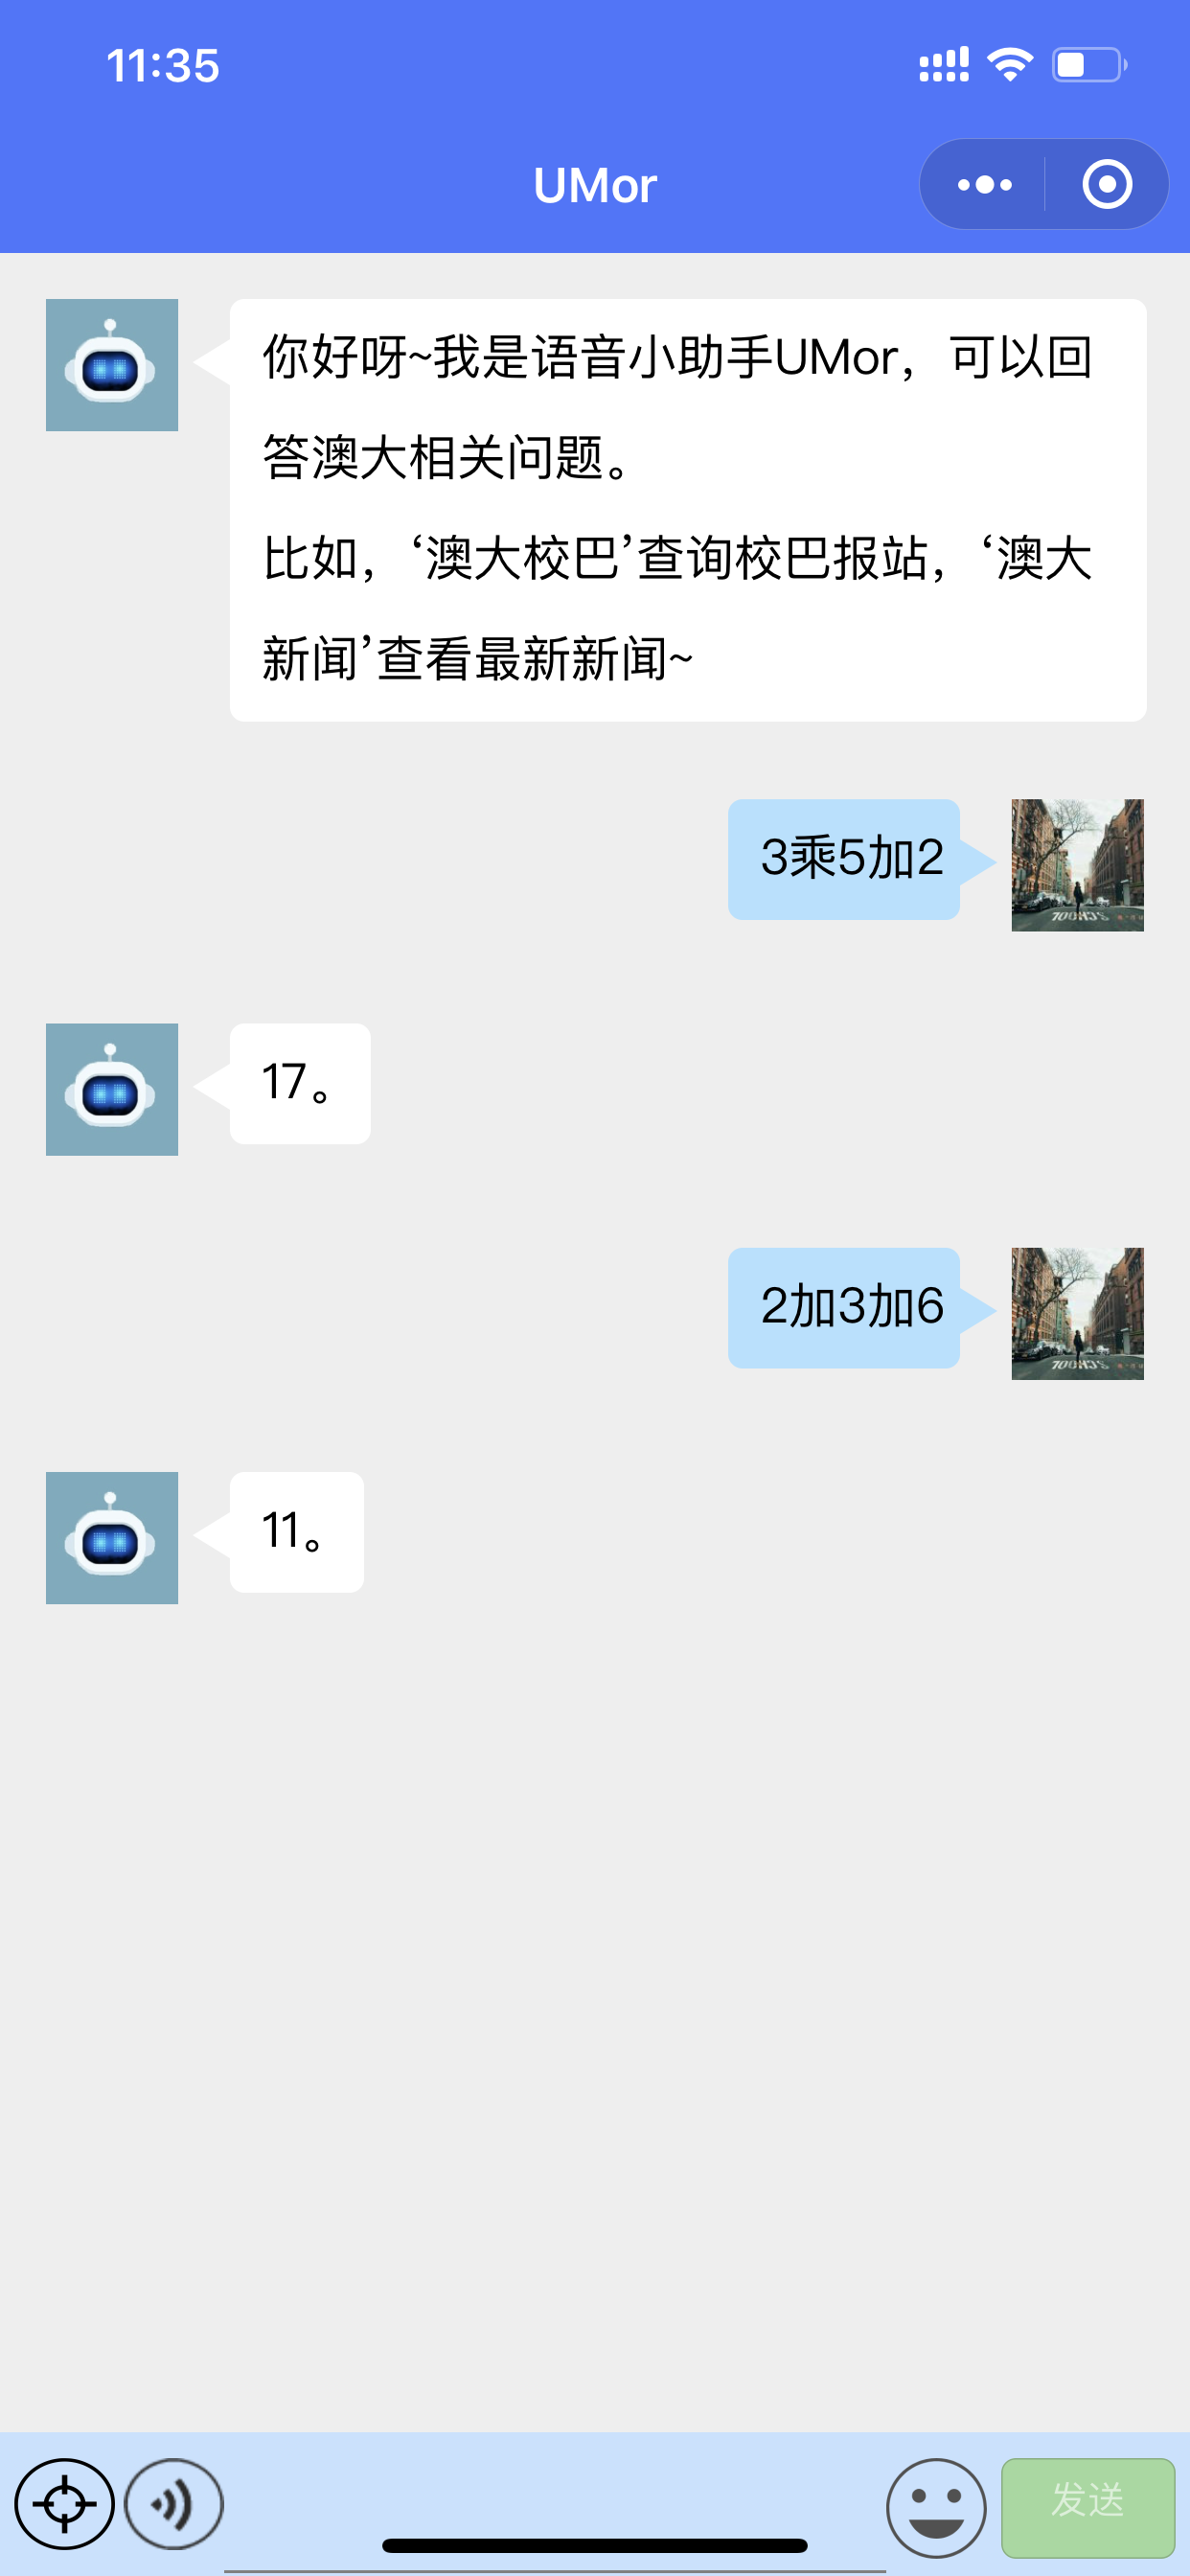 11:35
UMor
你好呀~我是语音小助手UMor，可以回
答澳大相关问题。
比如，‘澳大校巴’查询校巴报站，‘澳大
新闻’查看最新新闻~
3乘5加2
17。
2加3加6
11。
发送